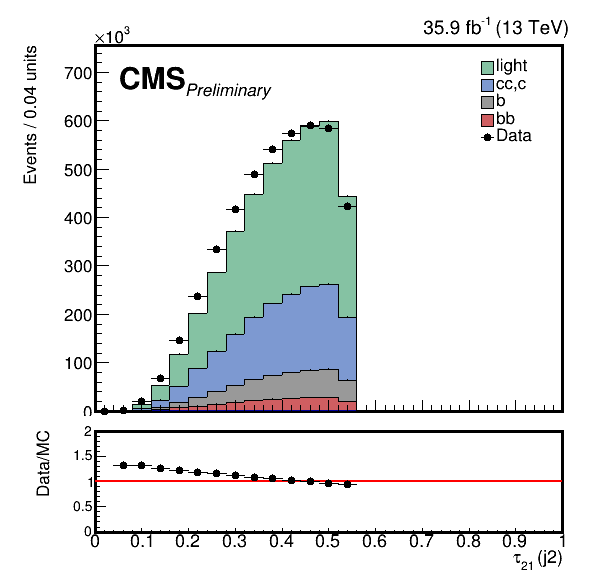 ×10³ 35.9 fb⁻¹ (13 TeV)
Events / 0.04 units
700
600
500
400
300
200
100
0
CMS Preliminary
light
cc,c
b
bb
Data
Data/MC
2
1.5
1
0.5
0
0 0.1 0.2 0.3 0.4 0.5 0.6 0.7 0.8 0.9 1
τ₂₁ (j2)